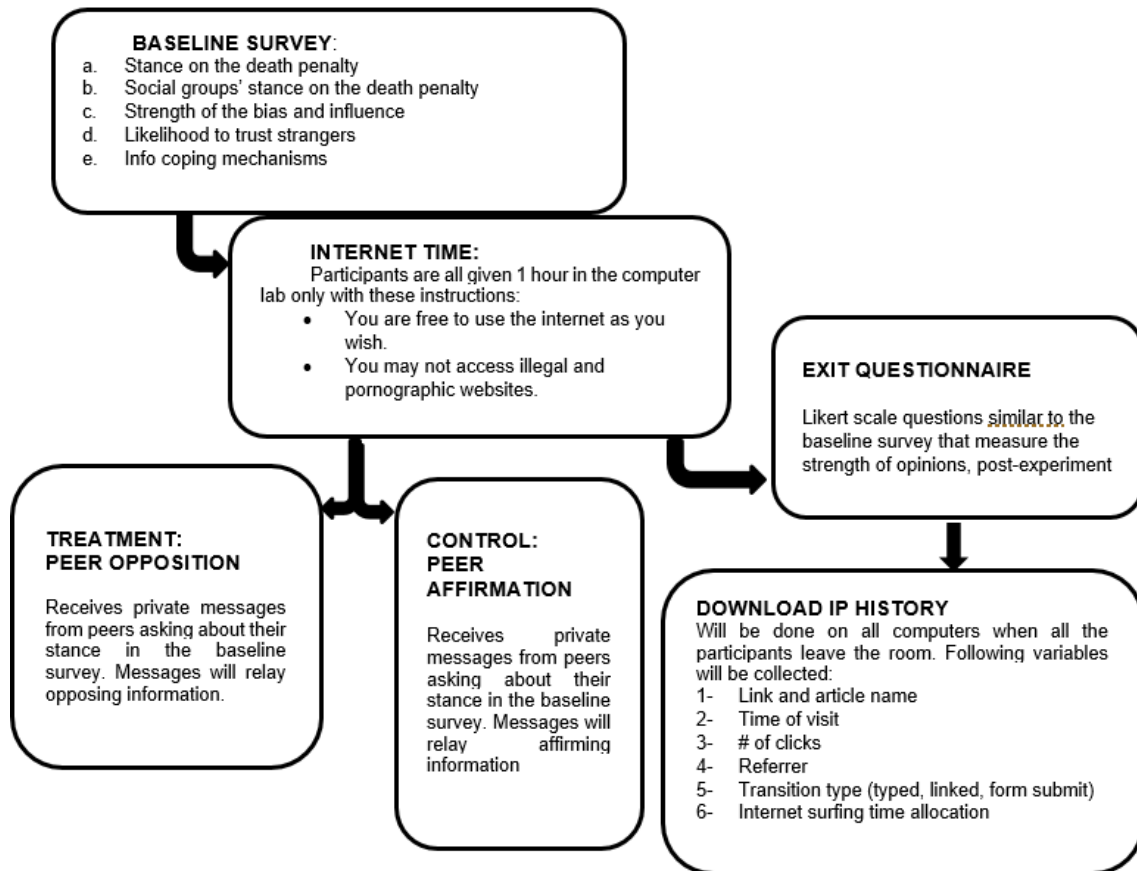 BASELINE SURVEY:
a. Stance on the death penalty
b. Social groups' stance on the death penalty
c. Strength of the bias and influence
d. Likelihood to trust strangers
e. Info coping mechanisms
INTERNET TIME:
Participants are all given 1 hour in the computer
lab only with these instructions:
• You are free to use the internet as you
wish.
• You may not access illegal and
pornographic websites.
EXIT QUESTIONNAIRE
Likert scale questions similar to the
baseline survey that measure the
strength of opinions, post-experiment
TREATMENT:
PEER OPPOSITION
Receives private messages
from peers asking about their
stance in the baseline
survey. Messages will relay
opposing information.
CONTROL:
PEER
AFFIRMATION
Receives private
messages from peers
asking about their
stance in the baseline
survey. Messages will
relay affirming
information
DOWNLOAD IP HISTORY
Will be done on all computers when all the
participants leave the room. Following variables
will be collected:
1- Link and article name
2- Time of visit
3- # of clicks
4- Referrer
5- Transition type (typed, linked, form submit)
6- Internet surfing time allocation